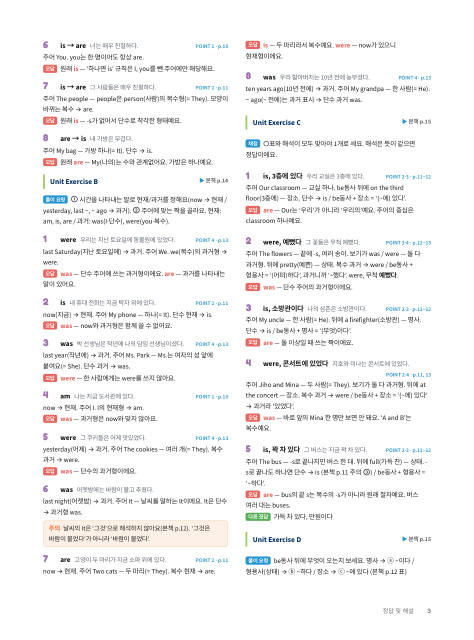 6 is → are 너는 매우 친절하다. POINT 1 · p.10
주어 You. you는 한 명이어도 항상 are.
오답 원래 is — '하나면 is' 규칙은 I, you를 뺀 주어에만 해당해요.
7 is → are 그 사람들은 매우 친절하다. POINT 2 · p.11
주어 The people — people은 person(사람)의 복수형(= They). 모양이
바뀌는 복수 → are.
오답 원래 is — -s가 없어서 단수로 착각한 형태예요.
8 are → is 내 가방은 무겁다.
주어 My bag — 가방 하나(= It). 단수 → is.
오답 원래 are — My(나의)는 수와 관계없어요. 가방은 하나예요.
Unit Exercise B ▶ 본책 p.14
풀이 요령 ① 시간을 나타내는 말로 현재/과거를 정해요(now → 현재 /
yesterday, last ~, ~ ago → 과거). ② 주어에 맞는 짝을 골라요. 현재:
am, is, are / 과거: was(I·단수), were(you·복수).
1 were 우리는 지난 토요일에 동물원에 있었다. POINT 4 · p.13
last Saturday(지난 토요일에) → 과거. 주어 We. we(복수)의 과거형 →
were.
오답 was — 단수 주어에 쓰는 과거형이에요. are — 과거를 나타내는
말이 있어요.
2 is 내 휴대 전화는 지금 탁자 위에 있다. POINT 2 · p.11
now(지금) → 현재. 주어 My phone — 하나(= It). 단수 현재 → is.
오답 was — now와 과거형은 함께 쓸 수 없어요.
3 was 박 선생님은 작년에 나의 담임 선생님이셨다. POINT 4 · p.13
last year(작년에) → 과거. 주어 Ms. Park — Ms.는 여자의 성 앞에
붙여요(= She). 단수 과거 → was.
오답 were — 한 사람에게는 were를 쓰지 않아요.
4 am 나는 지금 도서관에 있다. POINT 1 · p.10
now → 현재. 주어 I. I의 현재형 → am.
오답 was — 과거형은 now와 맞지 않아요.
5 were 그 쿠키들은 어제 맛있었다. POINT 4 · p.13
yesterday(어제) → 과거. 주어 The cookies — 여러 개(= They). 복수
과거 → were.
오답 was — 단수의 과거형이에요.
6 was 어젯밤에는 바람이 불고 추웠다.
last night(어젯밤) → 과거. 주어 It — 날씨를 말하는 It이에요. It은 단수
→ 과거형 was.
주의 날씨의 It은 '그것'으로 해석하지 않아요(본책 p.12). '그것은
바람이 불었다'가 아니라 '바람이 불었다'.
7 are 고양이 두 마리가 지금 소파 위에 있다. POINT 2 · p.11
now → 현재. 주어 Two cats — 두 마리(= They). 복수 현재 → are.
오답 is — 두 마리라서 복수예요. were — now가 있으니
현재형이에요.
8 was 우리 할아버지는 10년 전에 농부셨다. POINT 4 · p.13
ten years ago(10년 전에) → 과거. 주어 My grandpa — 한 사람(= He).
~ ago(~ 전에)는 과거 표시 → 단수 과거 was.
Unit Exercise C ▶ 본책 p.15
채점 ○표와 해석이 모두 맞아야 1개로 세요. 해석은 뜻이 같으면
정답이에요.
1 is, 3층에 있다 우리 교실은 3층에 있다. POINT 2·3 · p.11~12
주어 Our classroom — 교실 하나. be동사 뒤에 on the third
floor(3층에) — 장소. 단수 → is / be동사 + 장소 = '(~에) 있다'.
오답 are — Our는 '우리'가 아니라 '우리의'예요. 주어의 중심은
classroom 하나예요.
2 were, 예뻤다 그 꽃들은 무척 예뻤다. POINT 3·4 · p.12~13
주어 The flowers — 끝에 -s, 여러 송이. 보기가 was / were — 둘 다
과거형. 뒤에 pretty(예쁜) — 상태. 복수 과거 → were / be동사 +
형용사 = '(어떠)하다', 과거니까 '~했다': were, 무척 예뻤다.
오답 was — 단수 주어의 과거형이에요.
3 is, 소방관이다 나의 삼촌은 소방관이다. POINT 2·3 · p.11~12
주어 My uncle — 한 사람(= He). 뒤에 a firefighter(소방관) — 명사.
단수 → is / be동사 + 명사 = '(무엇)이다'.
오답 are — 둘 이상일 때 쓰는 짝이에요.
4 were, 콘서트에 있었다 지호와 미나는 콘서트에 있었다.
POINT 2·4 · p.11, 13
주어 Jiho and Mina — 두 사람(= They). 보기가 둘 다 과거형. 뒤에 at
the concert — 장소. 복수 과거 → were / be동사 + 장소 = '(~에) 있다'
→ 과거라 '있었다'.
오답 was — 바로 앞의 Mina 한 명만 보면 안 돼요. 'A and B'는
복수예요.
5 is, 꽉 차 있다 그 버스는 지금 꽉 차 있다. POINT 2·3 · p.11~12
주어 The bus — -s로 끝나지만 버스 한 대. 뒤에 full(가득 찬) — 상태. -
s로 끝나도 하나면 단수 → is (본책 p.11 주의 ③) / be동사 + 형용사 =
'~하다'.
오답 are — bus의 끝 s는 복수의 -s가 아니라 원래 철자예요. 버스
여러 대는 buses.
다른 정답 가득 차 있다, 만원이다
Unit Exercise D ▶ 본책 p.15
풀이 요령 be동사 뒤에 무엇이 오는지 보세요. 명사 → ⓐ ~이다 /
형용사(상태) → ⓑ ~하다 / 장소 → ⓒ ~에 있다 (본책 p.12 표)
정답 및 해설 3